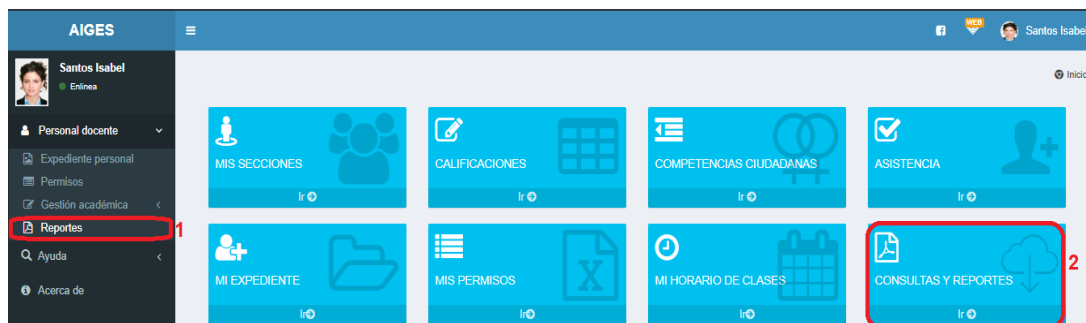 AIGES
WEB
Santos Isabel
Santos Isabel
Enlinea
Inicio
Personal docente
Expediente personal
Permisos
Gestión académica
Reportes
1
Ayuda
Acerca de
MIS SECCIONES
Ir
CALIFICACIONES
Ir
COMPETENCIAS CIUDADANAS
Ir
ASISTENCIA
Ir
MI EXPEDIENTE
Ir
MIS PERMISOS
Ir
MI HORARIO DE CLASES
Ir
CONSULTAS Y REPORTES
Ir
2